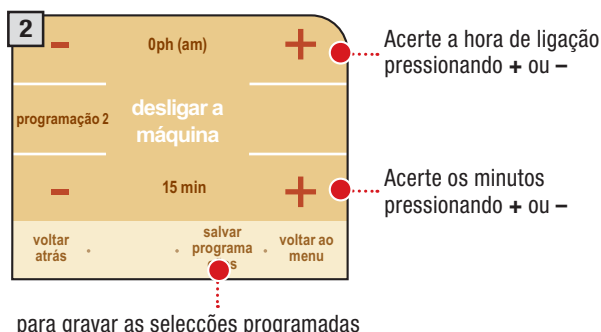 2
– 0ph (am) +
Acerte a hora de ligação
pressionando + ou –
programação 2
desligar a
máquina
– 15 min +
Acerte os minutos
pressionando + ou –
voltar
atrás
salvar
programa
voltar ao
menu
para gravar as selecções programadas